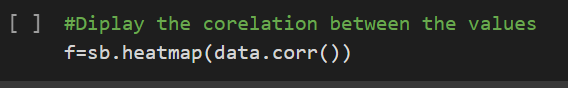 [ ] #Diplay the corelation between the values
f=sb.heatmap(data.corr())